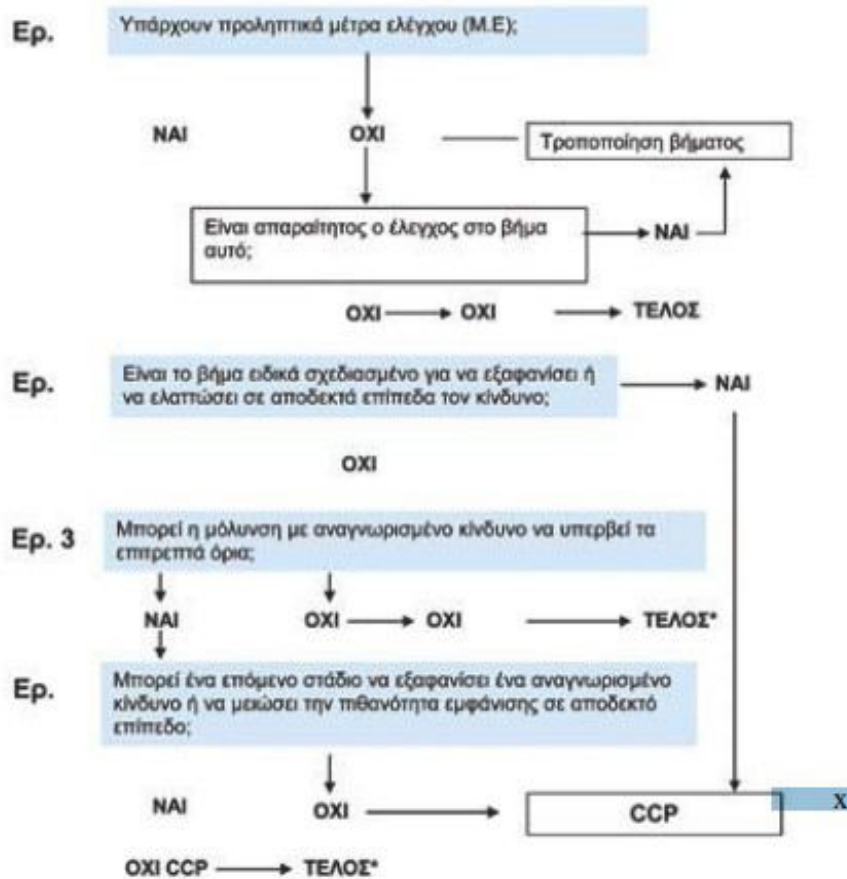 Ερ.
Υπάρχουν προληπτικά μέτρα ελέγχου (Μ.Ε);
ΝΑΙ
ΟΧΙ
Τροποποίηση βήματος
Είναι απαραίτητος ο έλεγχος στο βήμα
αυτό;
ΝΑΙ
ΟΧΙ
ΟΧΙ
ΤΕΛΟΣ
Ερ.
Είναι το βήμα ειδικά σχεδιασμένο για να εξαφανίσει ή
να ελαττώσει σε αποδεκτά επίπεδα τον κίνδυνο;
ΝΑΙ
ΟΧΙ
Ερ. 3
Μπορεί η μόλυνση με αναγνωρισμένο κίνδυνο να υπερβεί τα
επιτρεπτά όρια;
ΝΑΙ
ΟΧΙ
ΟΧΙ
ΤΕΛΟΣ*
Ερ.
Μπορεί ένα επόμενο στάδιο να εξαφανίσει ένα αναγνωρισμένο
κίνδυνο ή να μειώσει την πιθανότητα εμφάνισης σε αποδεκτό
επίπεδο;
ΝΑΙ
ΟΧΙ
CCP
x
ΟΧΙ CCP
ΤΕΛΟΣ*